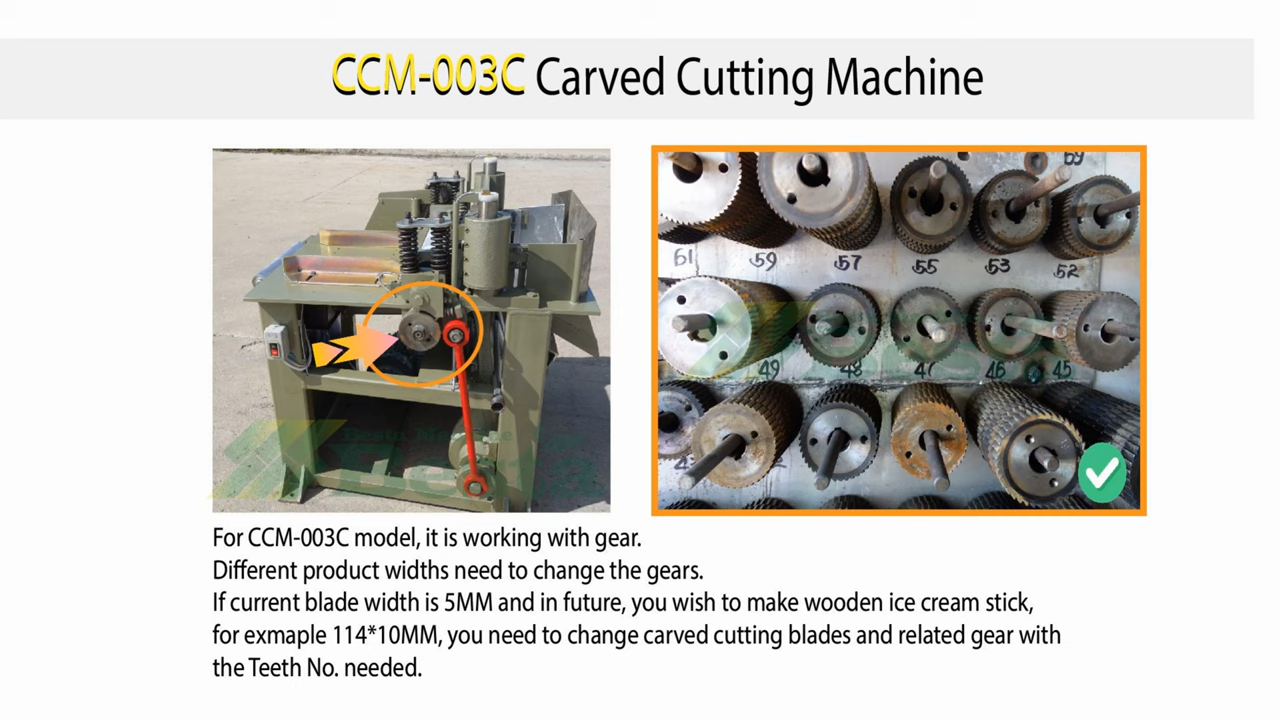 CCM-003C Carved Cutting Machine
69
61 59 57 55 53 52
49 48 47 46 45
For CCM-003C model, it is working with gear.
Different product widths need to change the gears.
If current blade width is 5MM and in future, you wish to make wooden ice cream stick,
for exmaple 114*10MM, you need to change carved cutting blades and related gear with
the Teeth No. needed.